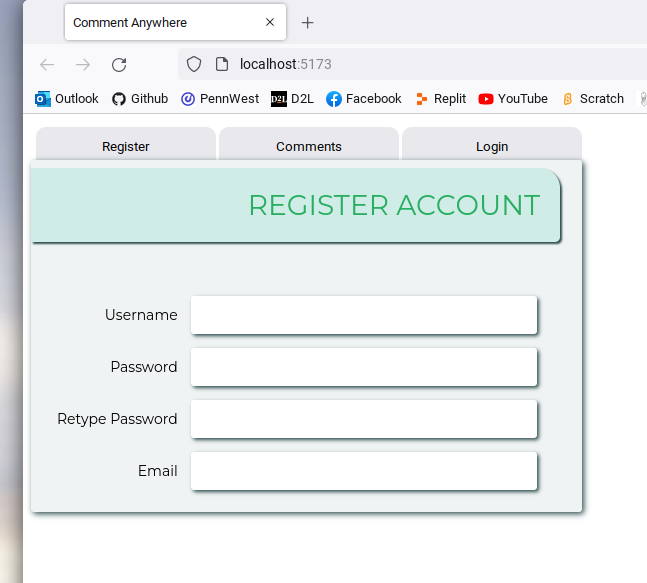 Comment Anywhere
localhost:5173
Outlook Github PennWest D2L D2L Facebook Replit YouTube Scratch
Register Comments Login
REGISTER ACCOUNT
Username
Password
Retype Password
Email